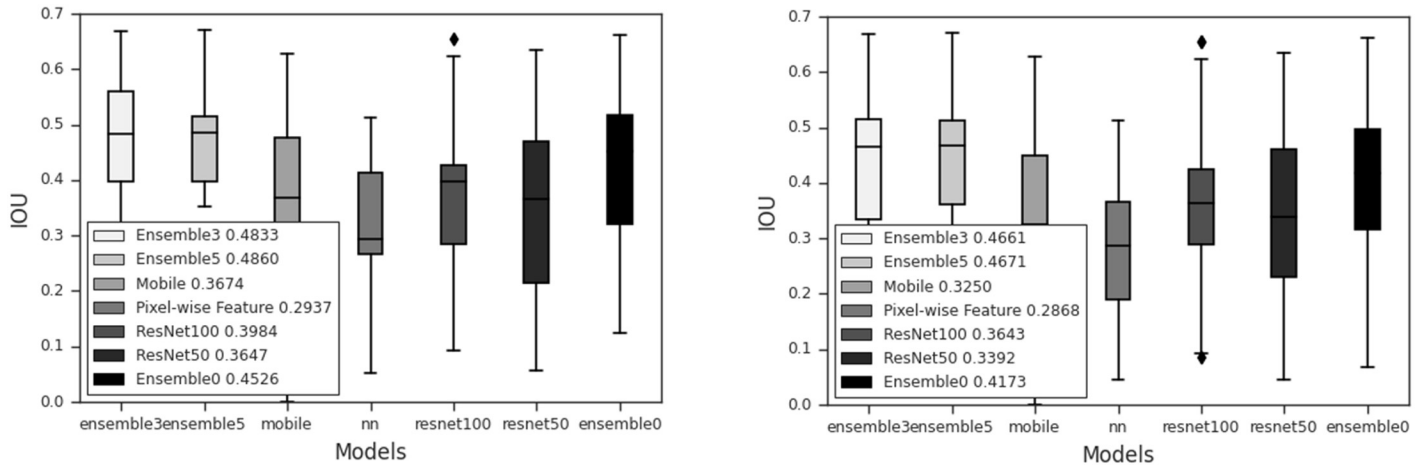 0.7
0.6
0.5
0.4
0.3
0.2
0.1
0.0
IOU
Ensemble3 0.4833
Ensemble5 0.4860
Mobile 0.3674
Pixel-wise Feature 0.2937
ResNet100 0.3984
ResNet50 0.3647
Ensemble0 0.4526
ensemble3 ensemble5 mobile nn resnet100 resnet50 ensemble0
Models
0.7
0.6
0.5
0.4
0.3
0.2
0.1
0.0
IOU
Ensemble3 0.4661
Ensemble5 0.4671
Mobile 0.3250
Pixel-wise Feature 0.2868
ResNet100 0.3643
ResNet50 0.3392
Ensemble0 0.4173
ensemble3 ensemble5 mobile nn resnet100 resnet50 ensemble0
Models